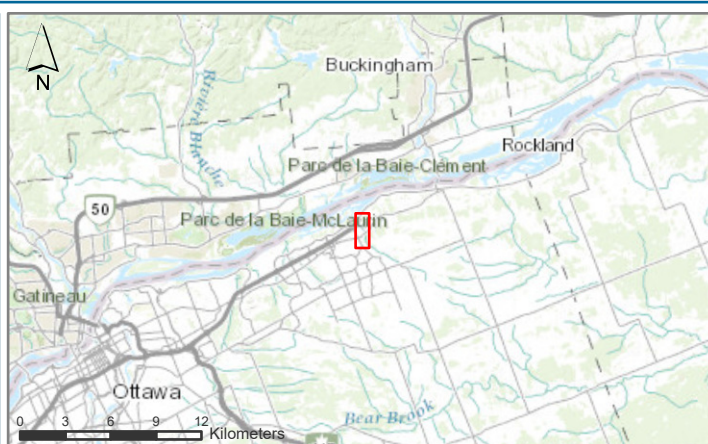 N
Buckingham
Rivière Blanche
Rockland
Parc de la Baie-Clément
50
Parc de la Baie-McLaurin
Gatineau
Ottawa
Bear Brook
0 3 6 9 12
Kilometers